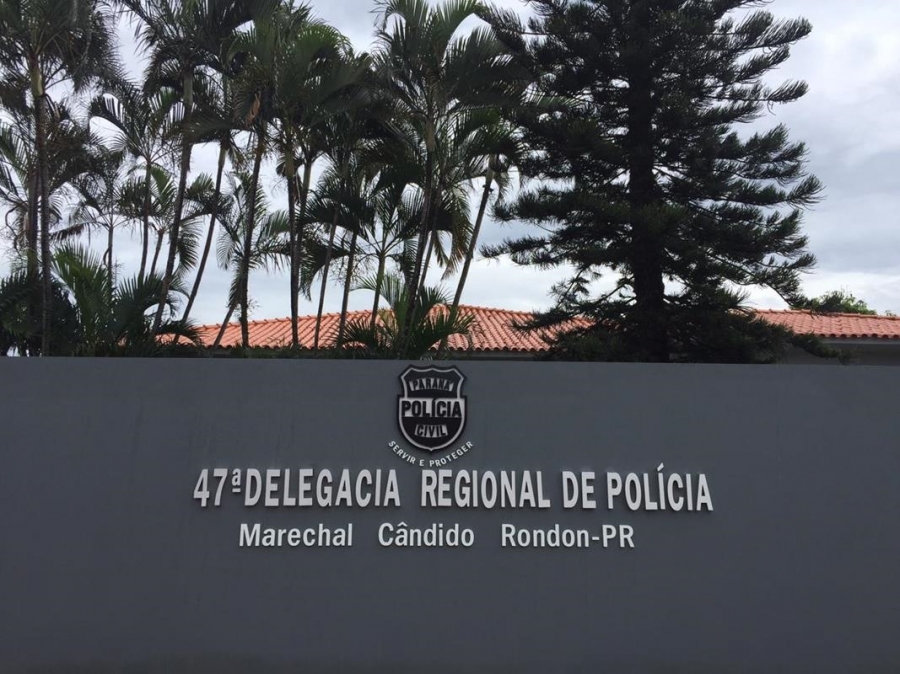 PARANÁ
POLÍCIA
CIVIL
SERVIR E PROTEGER
47ª DELEGACIA REGIONAL DE POLÍCIA
Marechal Cândido Rondon-PR